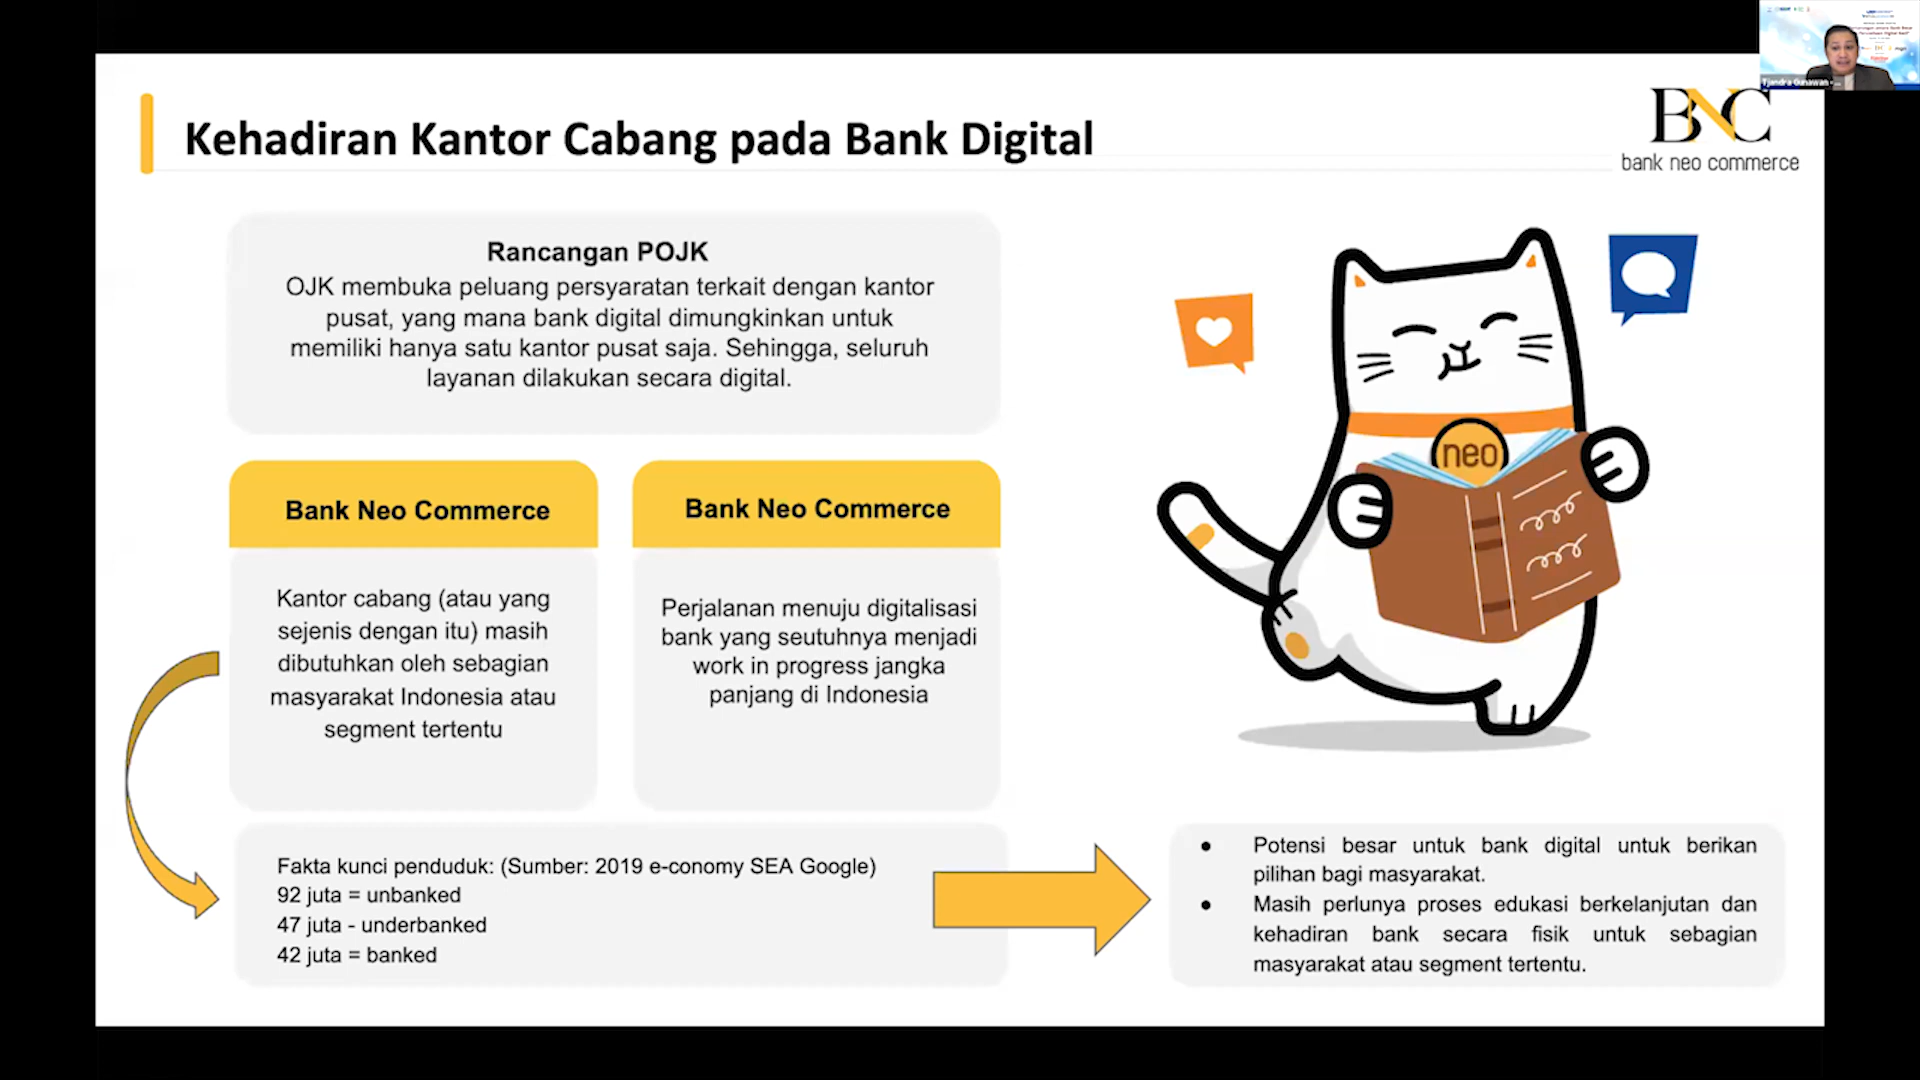 Tjandra Gunawan - ...
BNC
bank neo commerce
Kehadiran Kantor Cabang pada Bank Digital
Rancangan POJK
OJK membuka peluang persyaratan terkait dengan kantor
pusat, yang mana bank digital dimungkinkan untuk
memiliki hanya satu kantor pusat saja. Sehingga, seluruh
layanan dilakukan secara digital.
Bank Neo Commerce
Kantor cabang (atau yang
sejenis dengan itu) masih
dibutuhkan oleh sebagian
masyarakat Indonesia atau
segment tertentu
Bank Neo Commerce
Perjalanan menuju digitalisasi
bank yang seutuhnya menjadi
work in progress jangka
panjang di Indonesia
neo
Fakta kunci penduduk: (Sumber: 2019 e-conomy SEA Google)
92 juta = unbanked
47 juta - underbanked
42 juta = banked
● Potensi besar untuk bank digital untuk berikan
pilihan bagi masyarakat.
● Masih perlunya proses edukasi berkelanjutan dan
kehadiran bank secara fisik untuk sebagian
masyarakat atau segment tertentu.